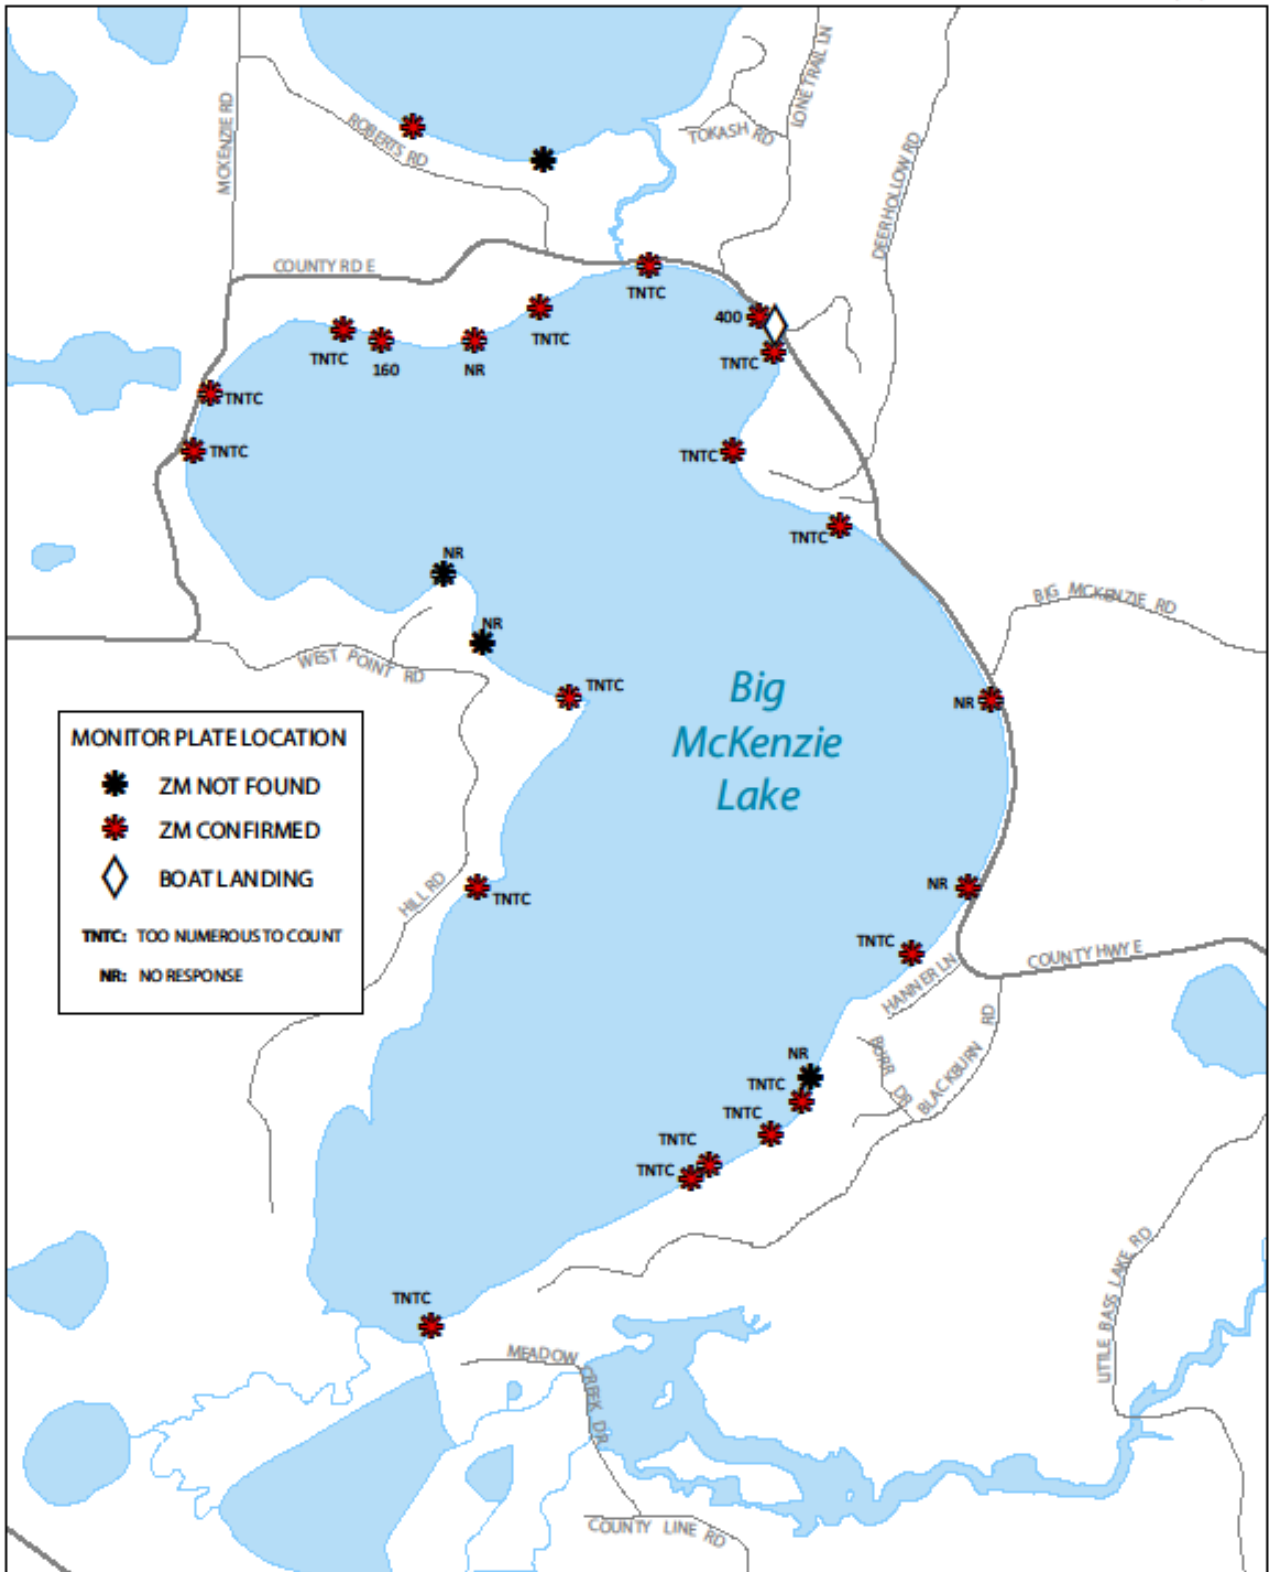 MCKENZIE RD
ROBERTS RD
TOKASH RD
LONE TRAIL LN
DEERHOLLOW RD
COUNTY RD E
TNTC
400
TNTC
TNTC
160
NR
TNTC
TNTC
TNTC
TNTC
TNTC
NR
NR
BIG MCKENZIE RD
WEST POINT RD
TNTC
Big
McKenzie
Lake
NR
MONITOR PLATE LOCATION
ZM NOT FOUND
ZM CONFIRMED
BOAT LANDING
TNTC: TOO NUMEROUS TO COUNT
NR: NO RESPONSE
HILL RD
TNTC
NR
TNTC
COUNTY HWY E
HANNER LN
BURR DR
BLACKBURN RD
NR
TNTC
TNTC
TNTC
TNTC
TNTC
LITTLE BASS LAKE RD
MEADOW CREEK DR
COUNTY LINE RD